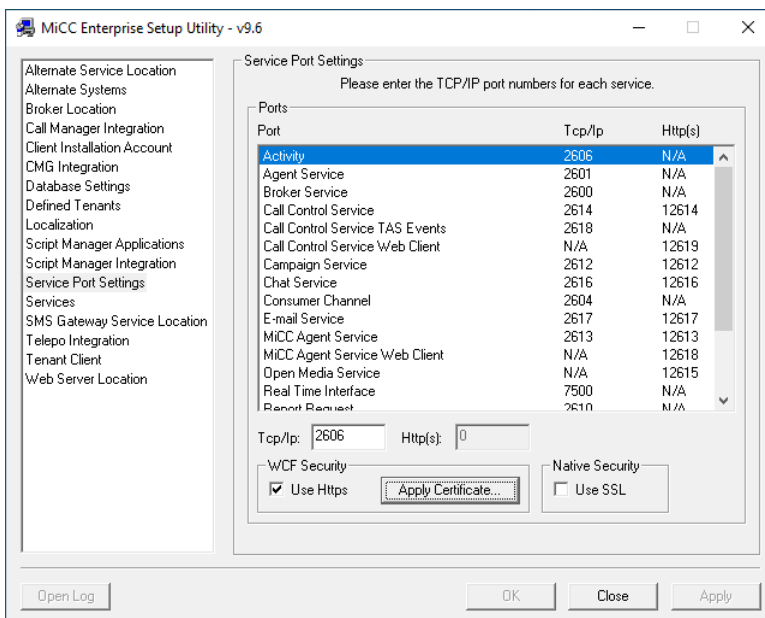 MiCC Enterprise Setup Utility - v9.6
Alternate Service Location
Alternate Systems
Broker Location
Call Manager Integration
Client Installation Account
CMG Integration
Database Settings
Defined Tenants
Localization
Script Manager Applications
Script Manager Integration
Service Port Settings
Services
SMS Gateway Service Location
Telepo Integration
Tenant Client
Web Server Location
Service Port Settings
Please enter the TCP/IP port numbers for each service.
Ports
Port Tcp/Ip Http(s)
Activity 2606 N/A
Agent Service 2601 N/A
Broker Service 2600 N/A
Call Control Service 2614 12614
Call Control Service TAS Events 2618 N/A
Call Control Service Web Client N/A 12619
Campaign Service 2612 12612
Chat Service 2616 12616
Consumer Channel 2604 N/A
E-mail Service 2617 12617
MiCC Agent Service 2613 12613
MiCC Agent Service Web Client N/A 12618
Open Media Service N/A 12615
Real Time Interface 7500 N/A
Report Request 2610 N/A
Tcp/Ip: 2606 Http(s): 0
WCF Security
Use Https Apply Certificate...
Native Security
Use SSL
Open Log OK Close Apply